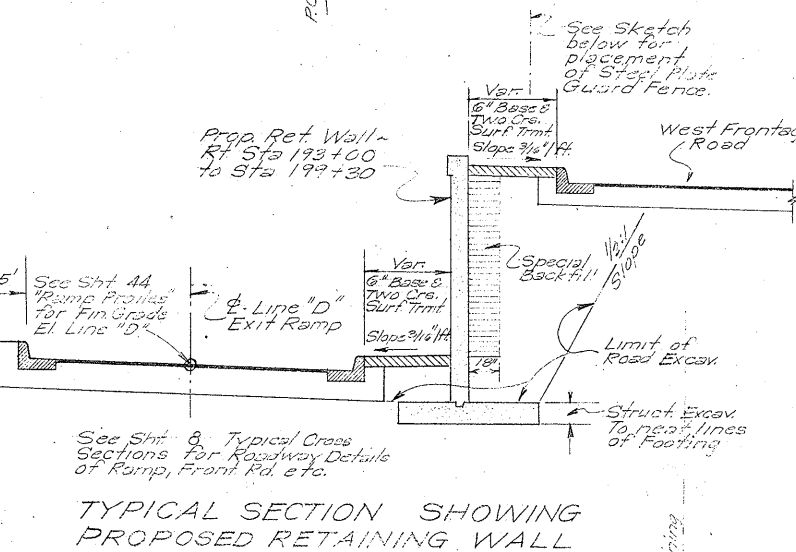 P.C
See Sketch
below for
placement
of Steel Plate
Guard Fence.
Var.
6" Base &
Two Crs.
Surf Trmt.
Slope 3/16"/ft.
West Frontag
Road
Prop. Ret. Wall ~
Rt. Sta 193+00
to Sta 199+30
Special
Backfill
1/2:1
Slope
5'
See Sht 44
"Ramp Profiles"
for Fin. Grade
El. Line "D"
℄-Line "D"
Exit Ramp
Var.
6" Base &
Two Crs.
Surf Trmt
Slope 3/16"/ft
18"
Limit of
Road Excav.
Struct Excav.
To neat lines
of Footing
See Sht 8 Typical Cross
Sections for Roadway Details
of Ramp, Front Rd. etc.
TYPICAL SECTION SHOWING
PROPOSED RETAINING WALL